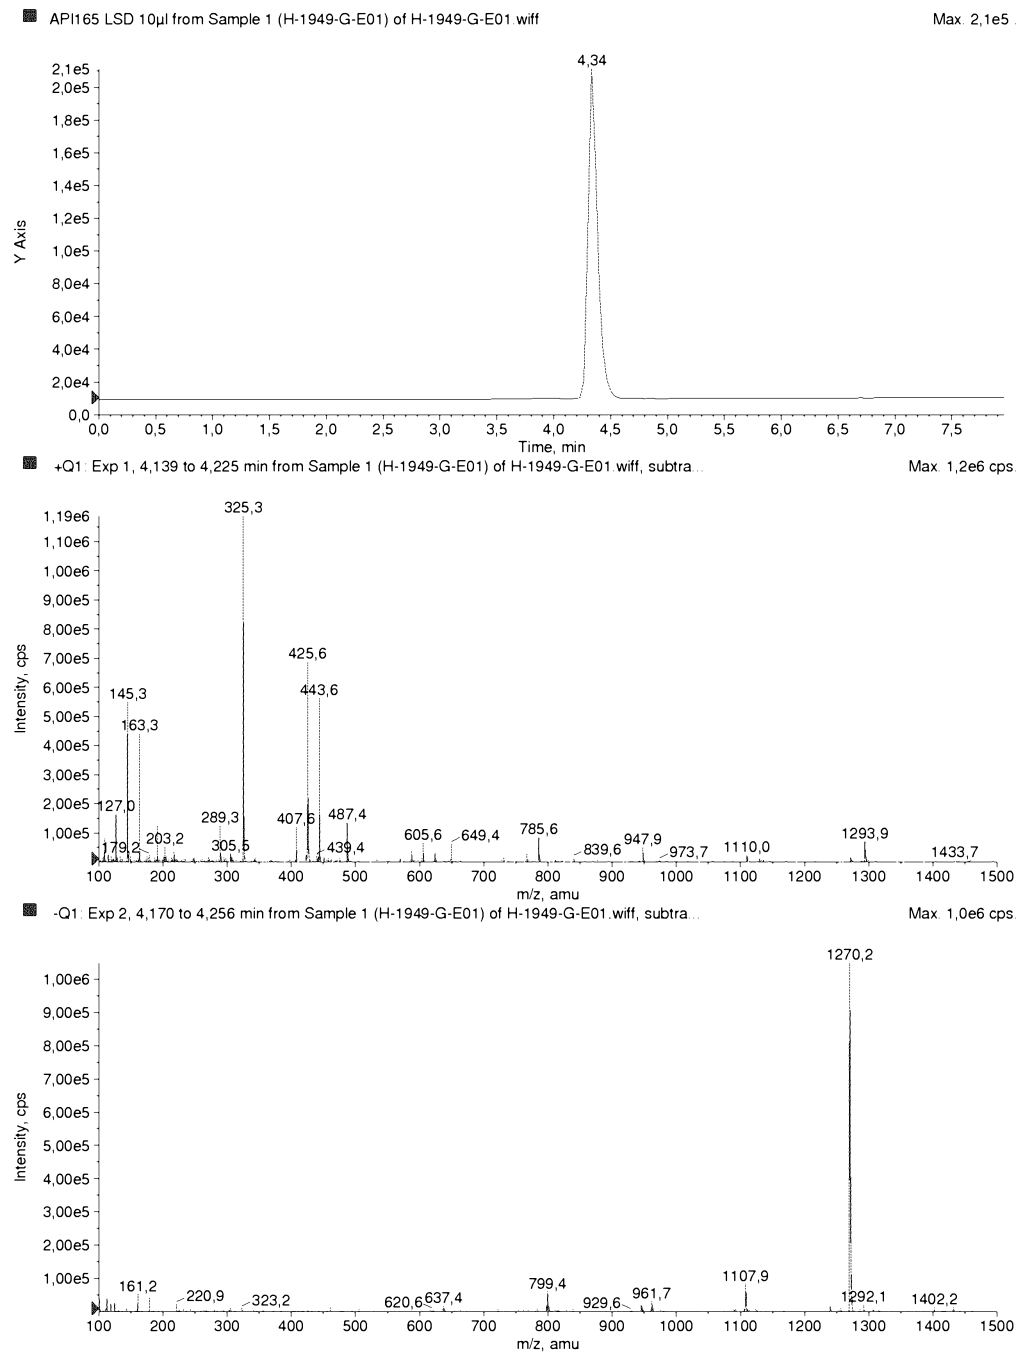 API165 LSD 10µl from Sample 1 (H-1949-G-E01) of H-1949-G-E01.wiff Max. 2,1e5 .
4,34
2,1e5
2,0e5
1,8e5
1,6e5
1,4e5
1,2e5
1,0e5
8,0e4
6,0e4
4,0e4
2,0e4
0,0
Y Axis
0,0 0,5 1,0 1,5 2,0 2,5 3,0 3,5 4,0 4,5 5,0 5,5 6,0 6,5 7,0 7,5
Time, min
+Q1: Exp 1, 4,139 to 4,225 min from Sample 1 (H-1949-G-E01) of H-1949-G-E01.wiff, subtra... Max. 1,2e6 cps.
325,3
1,19e6
1,10e6
1,00e6
9,00e5
8,00e5
7,00e5
6,00e5
5,00e5
4,00e5
3,00e5
2,00e5
1,00e5
Intensity, cps
425,6
443,6
145,3
163,3
127,0
179,2
203,2
289,3
305,5
407,6
439,4
487,4
605,6
649,4
785,6
839,6
947,9
973,7
1110,0
1293,9
1433,7
100 200 300 400 500 600 700 800 900 1000 1100 1200 1300 1400 1500
m/z, amu
-Q1: Exp 2, 4,170 to 4,256 min from Sample 1 (H-1949-G-E01) of H-1949-G-E01.wiff, subtra... Max. 1,0e6 cps.
1270,2
1,00e6
9,00e5
8,00e5
7,00e5
6,00e5
5,00e5
4,00e5
3,00e5
2,00e5
1,00e5
Intensity, cps
161,2
220,9
323,2
620,6
637,4
799,4
929,6
961,7
1107,9
1292,1
1402,2
100 200 300 400 500 600 700 800 900 1000 1100 1200 1300 1400 1500
m/z, amu